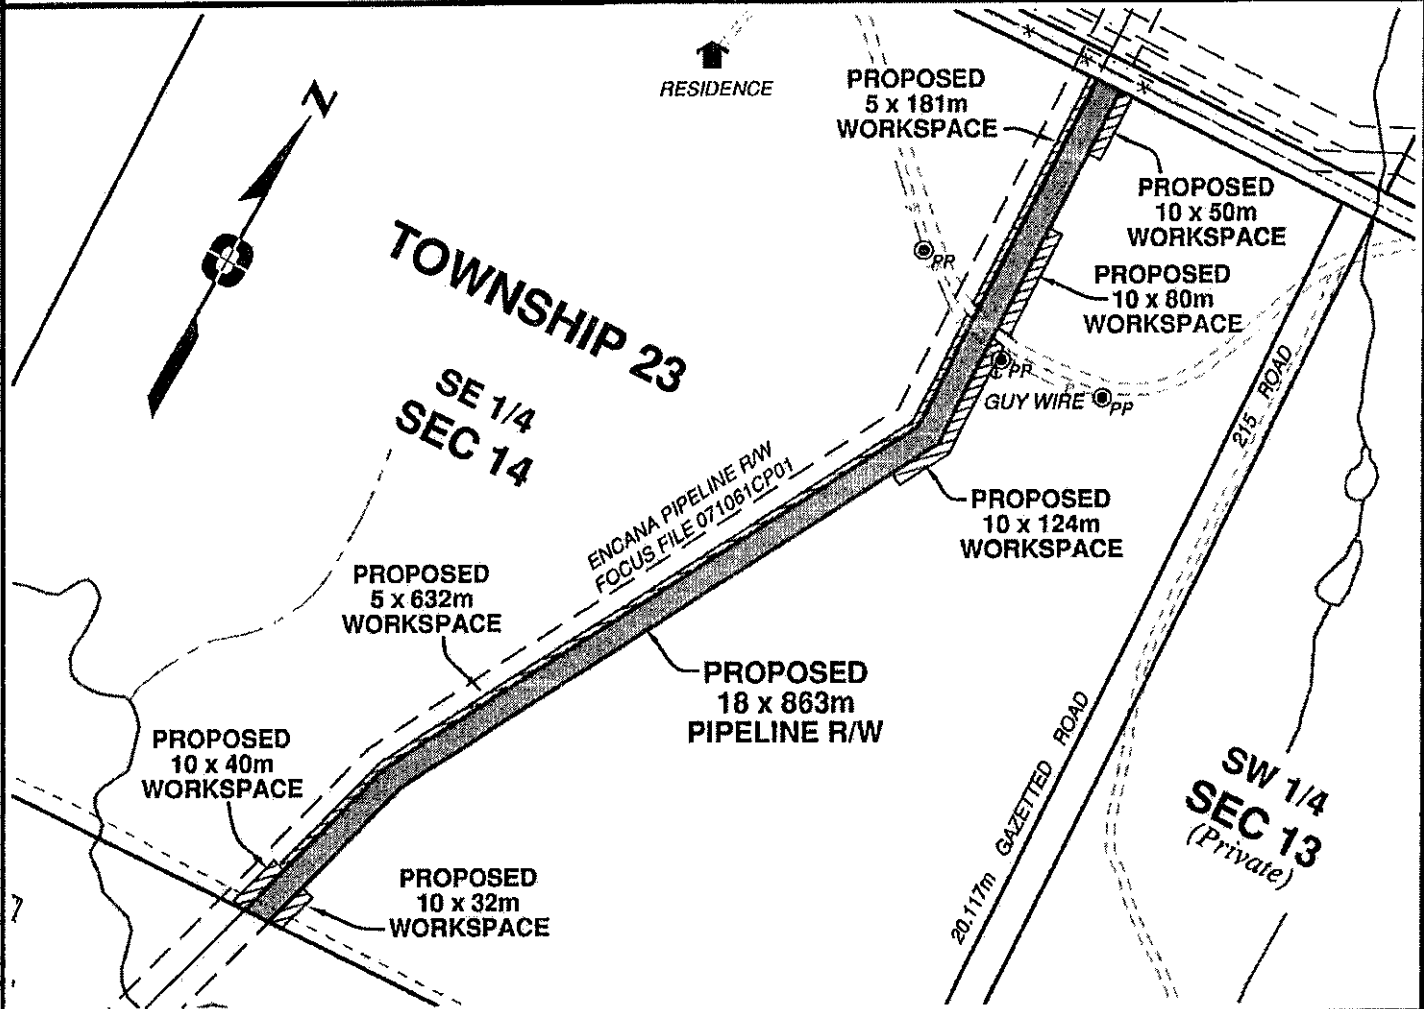 N
RESIDENCE
PROPOSED
5 x 181m
WORKSPACE
PROPOSED
10 x 50m
WORKSPACE
PROPOSED
10 x 80m
WORKSPACE
TOWNSHIP 23
SE 1/4
SEC 14
PP
PP
GUY WIRE
PP
215 ROAD
ENCANA PIPELINE R/W
FOCUS FILE 071061CP01
PROPOSED
10 x 124m
WORKSPACE
PROPOSED
5 x 632m
WORKSPACE
PROPOSED
18 x 863m
PIPELINE R/W
PROPOSED
10 x 40m
WORKSPACE
PROPOSED
10 x 32m
WORKSPACE
20.117m GAZETTED ROAD
SW 1/4
SEC 13
(Private)